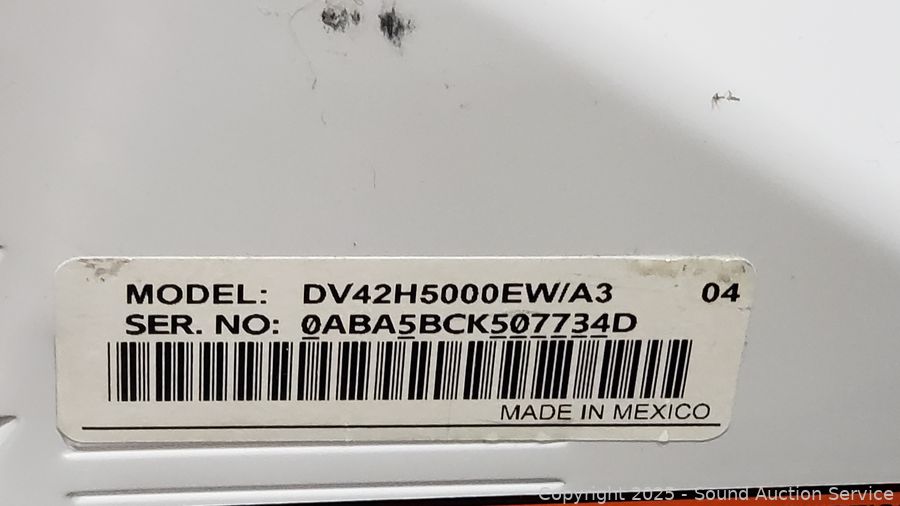 MODEL: DV42H5000EW/A3 04
SER. NO: 0ABA5BCK507734D
MADE IN MEXICO
Copyright 2025 - Sound Auction Service